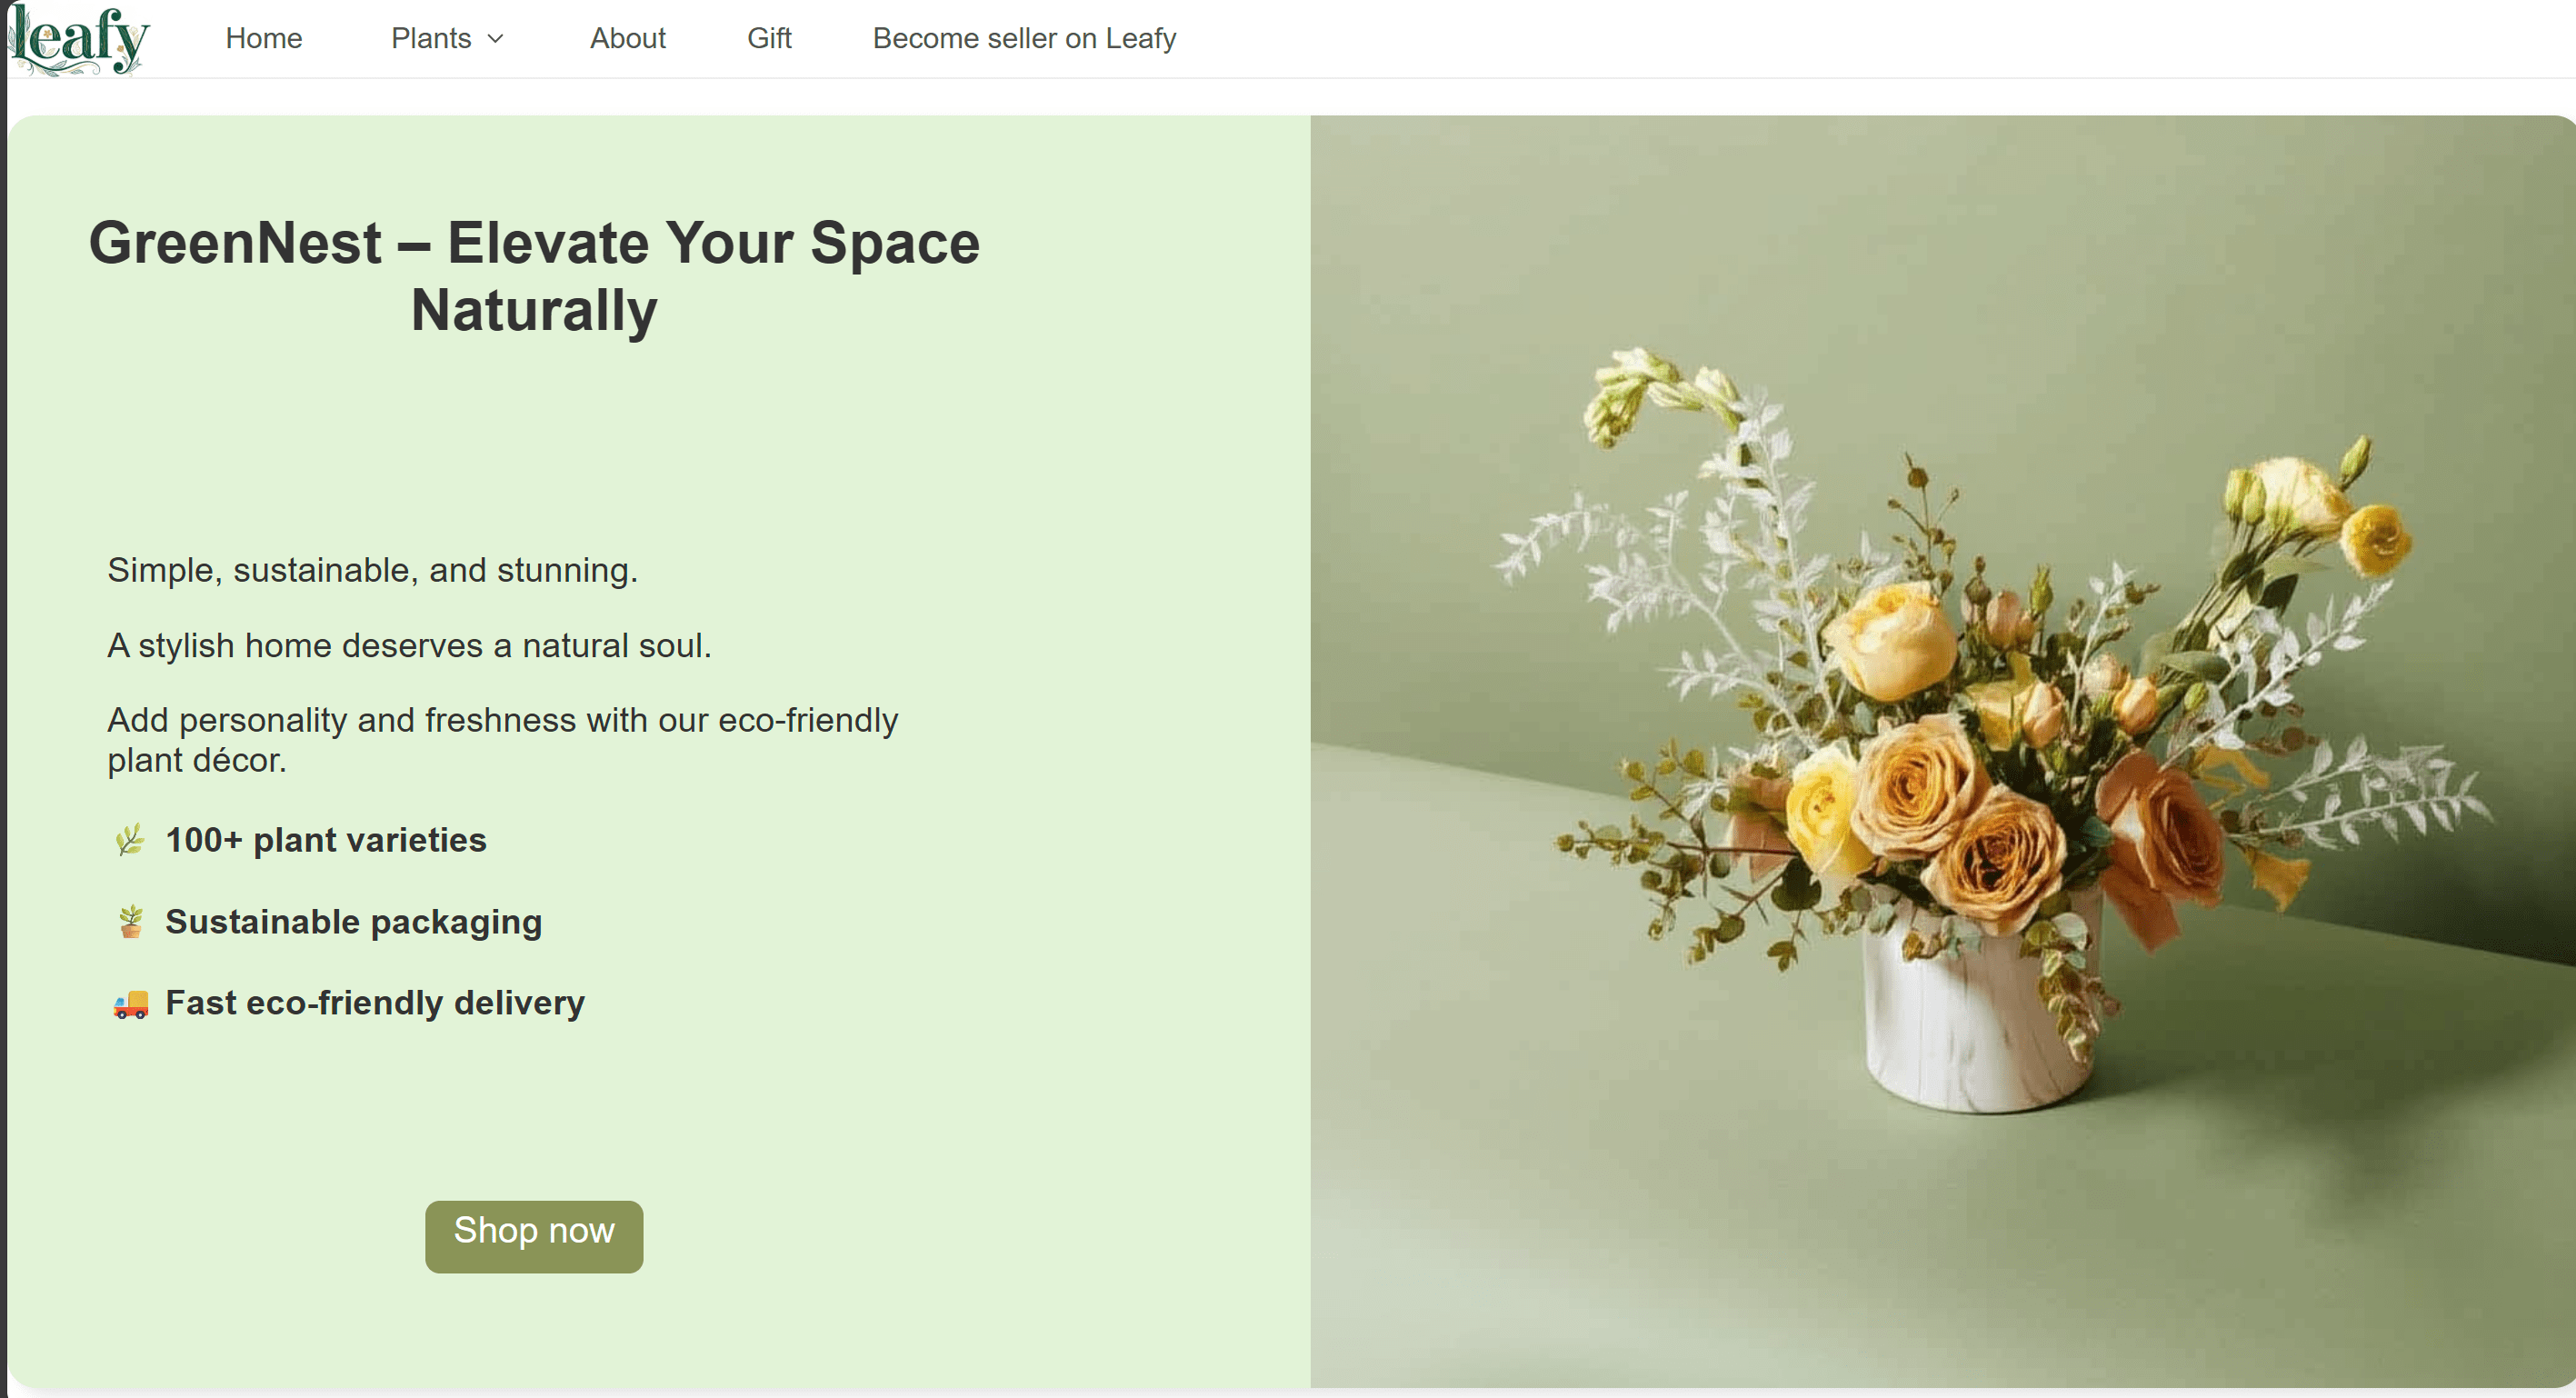 leafy
Home
Plants
About
Gift
Become seller on Leafy
GreenNest – Elevate Your Space
Naturally
Simple, sustainable, and stunning.
A stylish home deserves a natural soul.
Add personality and freshness with our eco-friendly
plant décor.
100+ plant varieties
Sustainable packaging
Fast eco-friendly delivery
Shop now